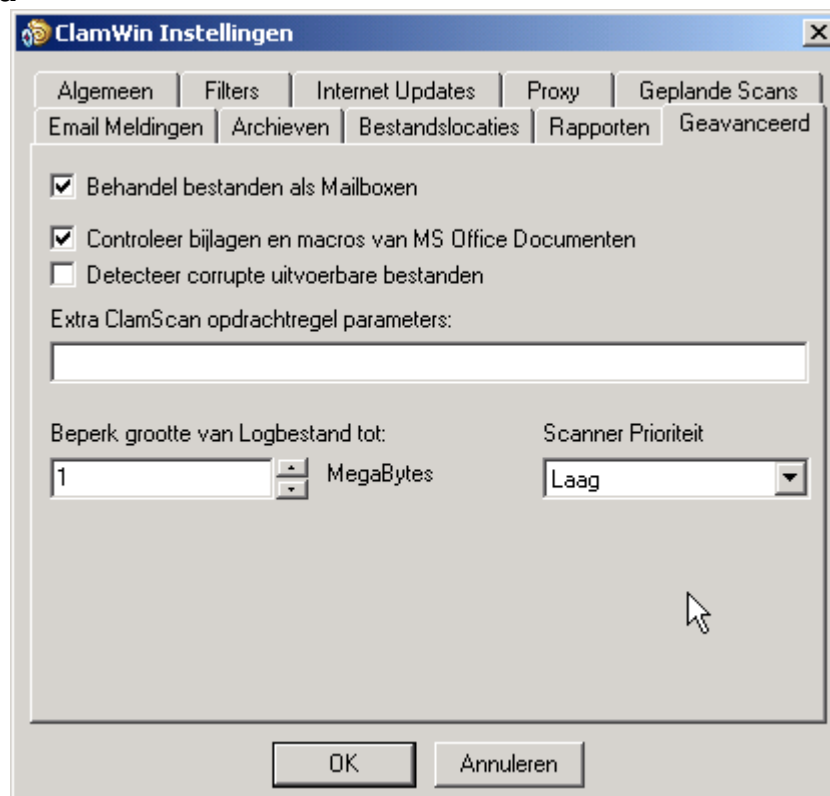 ClamWin Instellingen
Algemeen Filters Internet Updates Proxy Geplande Scans
Email Meldingen Archieven Bestandslocaties Rapporten Geavanceerd
Behandel bestanden als Mailboxen
Controleer bijlagen en macros van MS Office Documenten
Detecteer corrupte uitvoerbare bestanden
Extra ClamScan opdrachtregel parameters:
Beperk grootte van Logbestand tot: Scanner Prioriteit
1 MegaBytes Laag
OK Annuleren